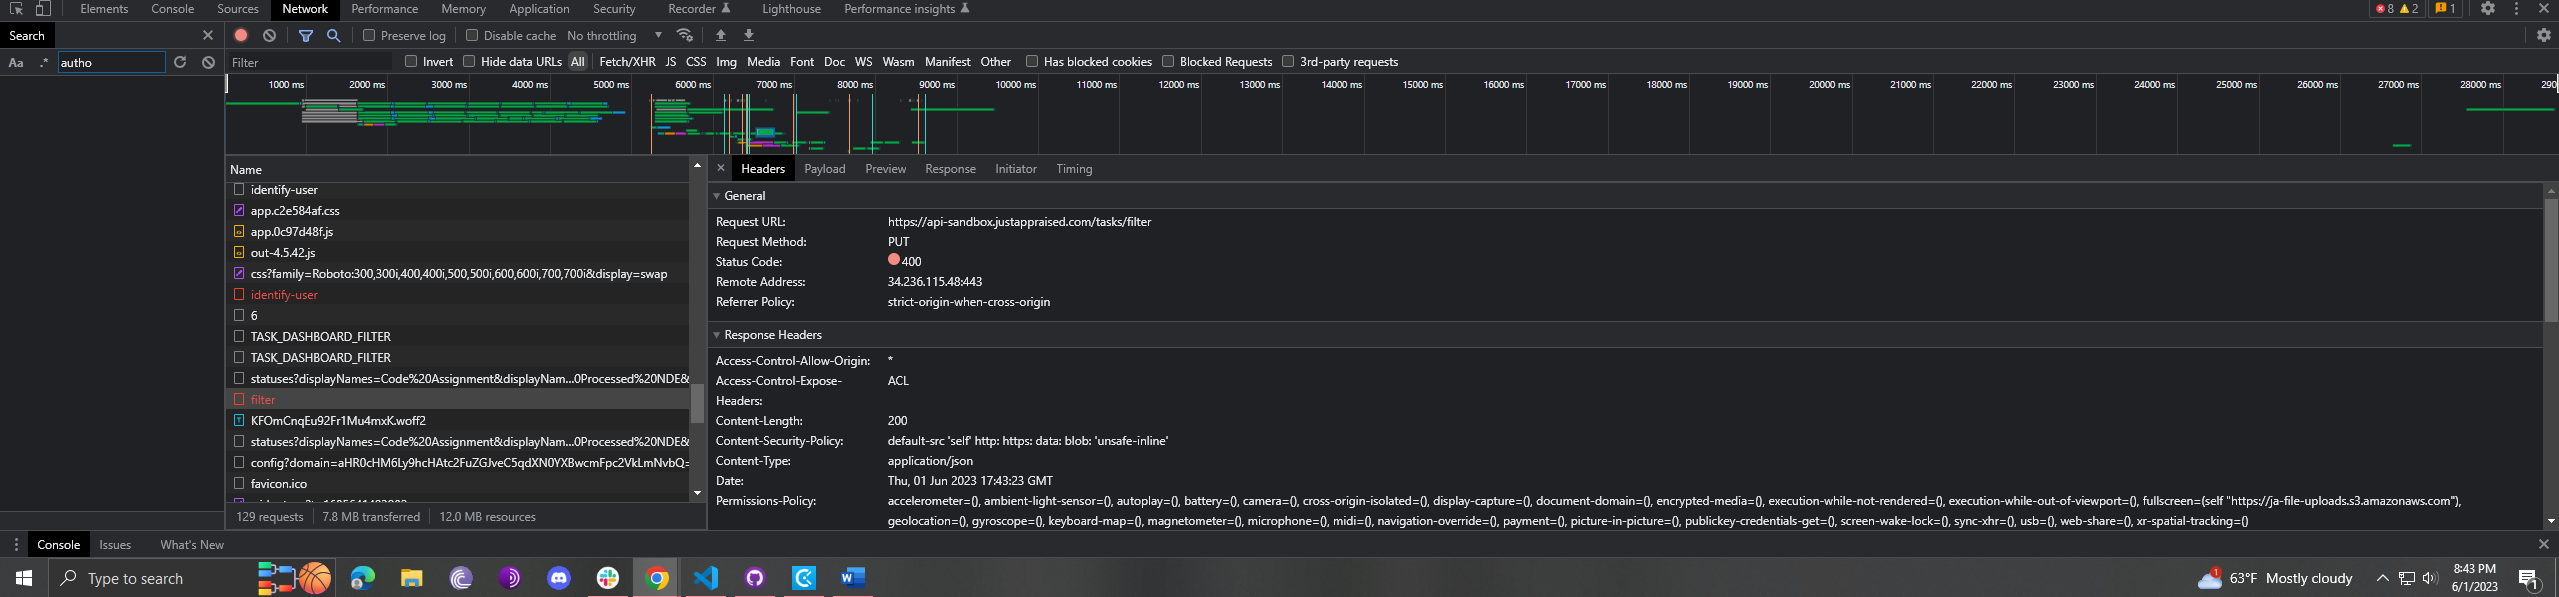 Elements Console Sources Network Performance Memory Application Security Recorder Lighthouse Performance insights 8 2 1
Search
Preserve log Disable cache No throttling
Aa .* autho
Filter Invert Hide data URLs All Fetch/XHR JS CSS Img Media Font Doc WS Wasm Manifest Other Has blocked cookies Blocked Requests 3rd-party requests
1000 ms 2000 ms 3000 ms 4000 ms 5000 ms 6000 ms 7000 ms 8000 ms 9000 ms 10000 ms 11000 ms 12000 ms 13000 ms 14000 ms 15000 ms 16000 ms 17000 ms 18000 ms 19000 ms 20000 ms 21000 ms 22000 ms 23000 ms 24000 ms 25000 ms 26000 ms 27000 ms 28000 ms 290
Name
identify-user
app.c2e584af.css
app.0c97d48f.js
out-4.5.42.js
css?family=Roboto:300,300i,400,400i,500,500i,600,600i,700,700i&display=swap
identify-user
6
TASK_DASHBOARD_FILTER
TASK_DASHBOARD_FILTER
statuses?displayNames=Code%20Assignment&displayNam...0Processed%20NDE&
filter
KFOmCnqEu92Fr1Mu4mxK.woff2
statuses?displayNames=Code%20Assignment&displayNam...0Processed%20NDE&
config?domain=aHR0cHM6Ly9hcHAtc2FuZGJveC5qdXN0YXBwcmFpc2VkLmNvbQ=
favicon.ico
129 requests 7.8 MB transferred 12.0 MB resources
Headers Payload Preview Response Initiator Timing
General
Request URL: https://api-sandbox.justappraised.com/tasks/filter
Request Method: PUT
Status Code: 400
Remote Address: 34.236.115.48:443
Referrer Policy: strict-origin-when-cross-origin
Response Headers
Access-Control-Allow-Origin: *
Access-Control-Expose- ACL
Headers:
Content-Length: 200
Content-Security-Policy: default-src 'self' http: https: data: blob: 'unsafe-inline'
Content-Type: application/json
Date: Thu, 01 Jun 2023 17:43:23 GMT
Permissions-Policy: accelerometer=(), ambient-light-sensor=(), autoplay=(), battery=(), camera=(), cross-origin-isolated=(), display-capture=(), document-domain=(), encrypted-media=(), execution-while-not-rendered=(), execution-while-out-of-viewport=(), fullscreen=(self "https://ja-file-uploads.s3.amazonaws.com"),
geolocation=(), gyroscope=(), keyboard-map=(), magnetometer=(), microphone=(), midi=(), navigation-override=(), payment=(), picture-in-picture=(), publickey-credentials-get=(), screen-wake-lock=(), sync-xhr=(), usb=(), web-share=(), xr-spatial-tracking=()
Console Issues What's New
Type to search
1 63°F Mostly cloudy
8:43 PM
6/1/2023
1